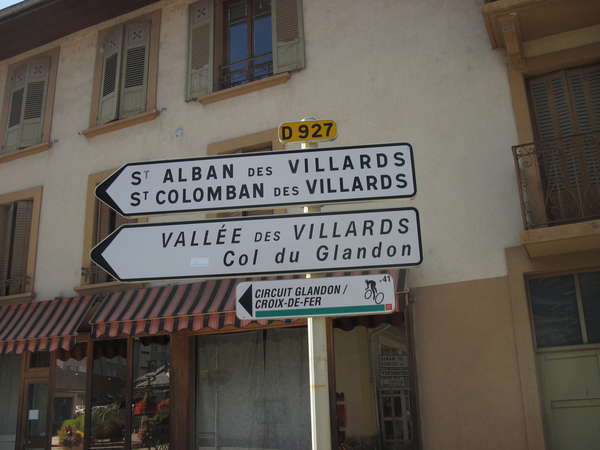 D 927
ST ALBAN DES VILLARDS
ST COLOMBAN DES VILLARDS
VALLÉE DES VILLARDS
Col du Glandon
CIRCUIT GLANDON /
CROIX-DE-FER
41